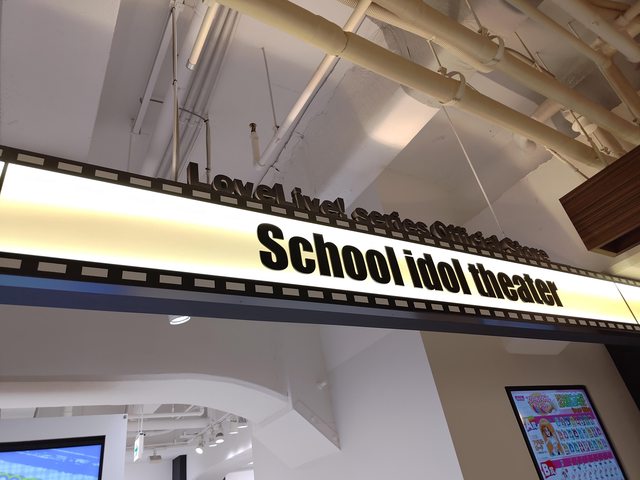 LoveLive! series Official Store
School idol theater